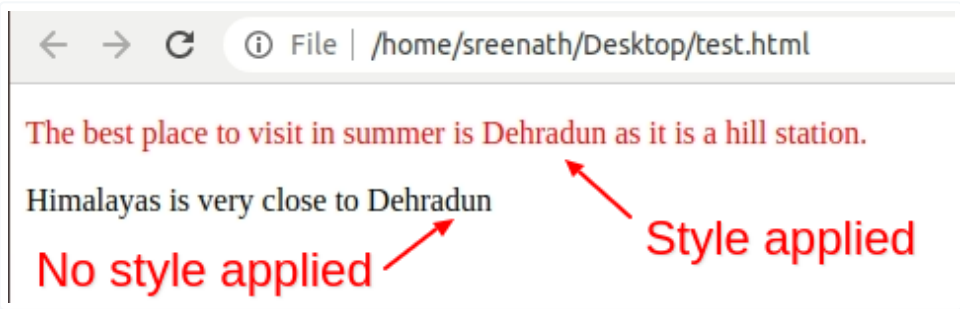 File | /home/sreenath/Desktop/test.html
The best place to visit in summer is Dehradun as it is a hill station.
Himalayas is very close to Dehradun
Style applied
No style applied